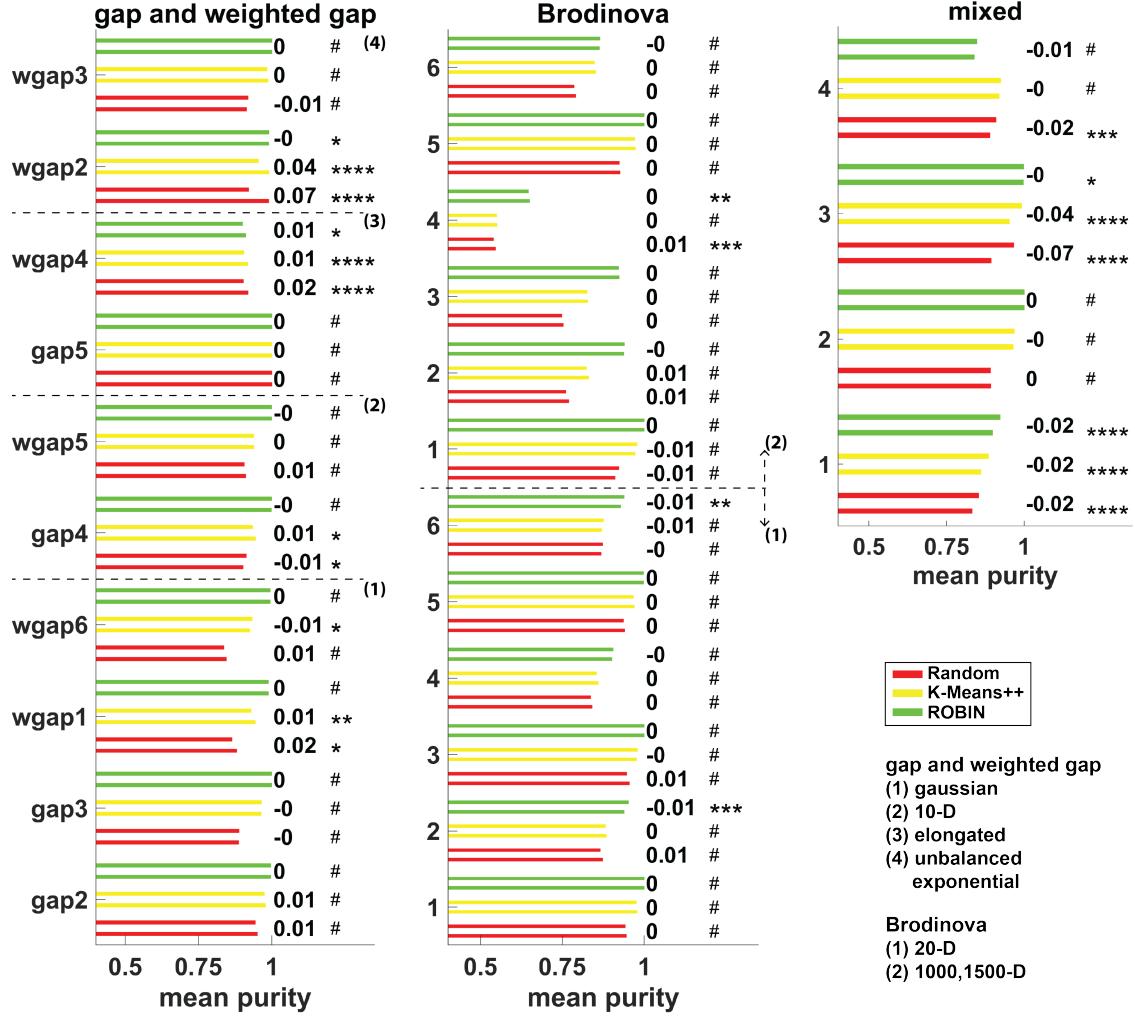 gap and weighted gap
0 # (4)
wgap3 0 #
-0.01 #
-0 *
wgap2 0.04 ****
0.07 ****
0.01 * (3)
wgap4 0.01 ****
0.02 ****
0 #
gap5 0 #
0 #
-0 # (2)
wgap5 0 #
0.01 #
-0 #
gap4 0.01 *
-0.01 *
0 # (1)
wgap6 -0.01 *
0.01 #
0 #
wgap1 0.01 **
0.02 *
0 #
gap3 -0 #
-0 #
0 #
gap2 0.01 #
0.01 #
0.5 0.75 1
mean purity
Brodinova
-0 #
6 0 #
0 #
0 #
5 0 #
0 #
0 **
4 0 #
0.01 ***
0 #
3 0 #
0 #
-0 #
2 0.01 #
0.01 #
0 #
1 -0.01 # (2)
-0.01 #
-0.01 **
6 -0.01 # (1)
-0 #
0 #
5 0 #
0 #
-0 #
4 0 #
0 #
0 #
3 -0 #
0.01 #
-0.01 ***
2 0 #
0.01 #
0 #
1 0 #
0 #
0.5 0.75 1
mean purity
mixed
-0.01 #
4 -0 #
-0.02 ***
-0 *
3 -0.04 ****
-0.07 ****
0 #
2 -0 #
0 #
-0.02 ****
1 -0.02 ****
-0.02 ****
0.5 0.75 1
mean purity
Random
K-Means++
ROBIN
gap and weighted gap
(1) gaussian
(2) 10-D
(3) elongated
(4) unbalanced
exponential
Brodinova
(1) 20-D
(2) 1000,1500-D